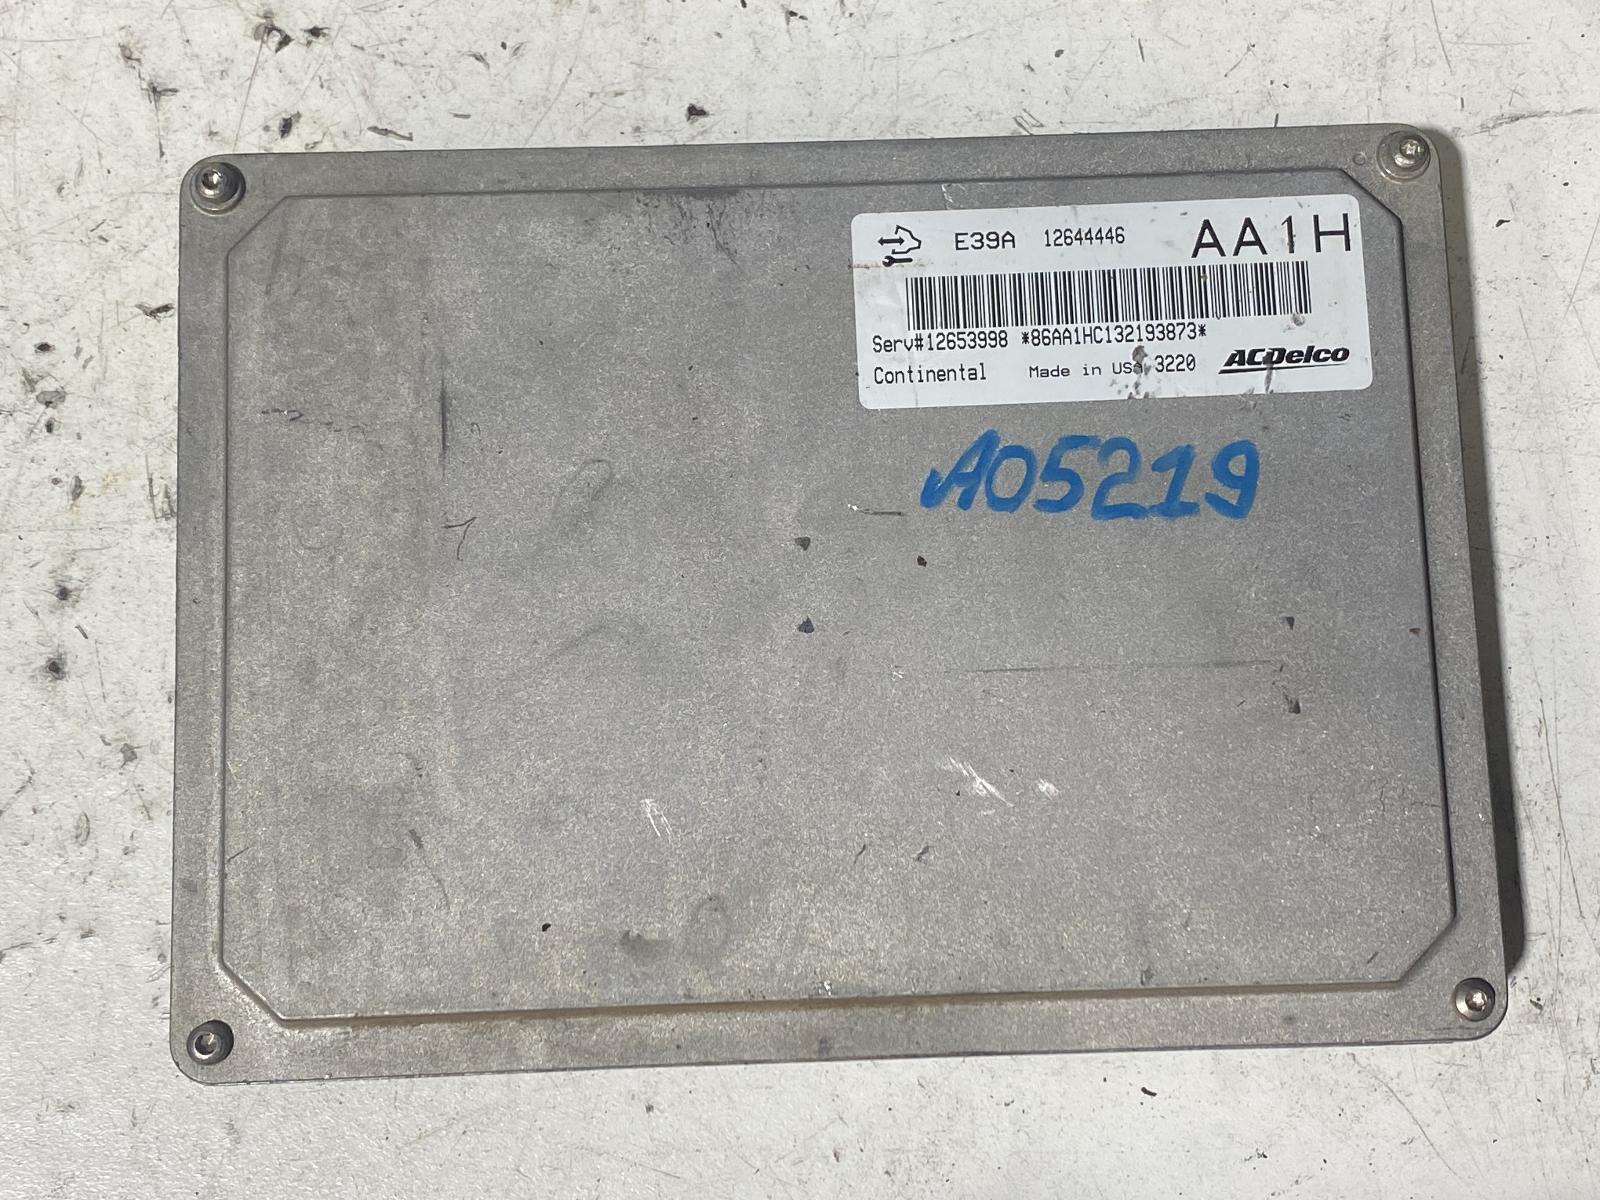 E39A 12644446 AA1H
Serv#12653998 *86AA1HC132193873*
Continental Made in USA 3220 ACDelco
A05219